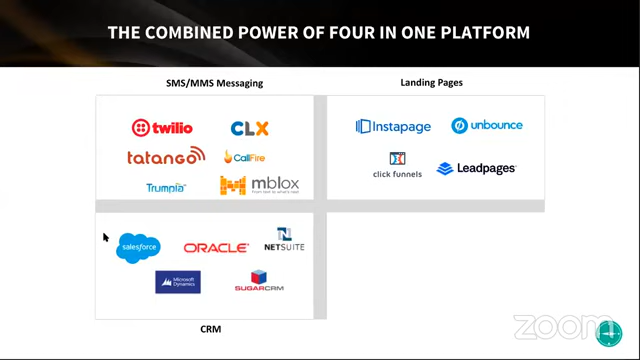 THE COMBINED POWER OF FOUR IN ONE PLATFORM
SMS/MMS Messaging
Landing Pages
twilio
CLX
tatango
CallFire
Trumpia
mblox
Instapage
unbounce
click funnels
Leadpages
salesforce
ORACLE
NETSUITE
Microsoft
Dynamics
SUGARCRM
CRM
zoom